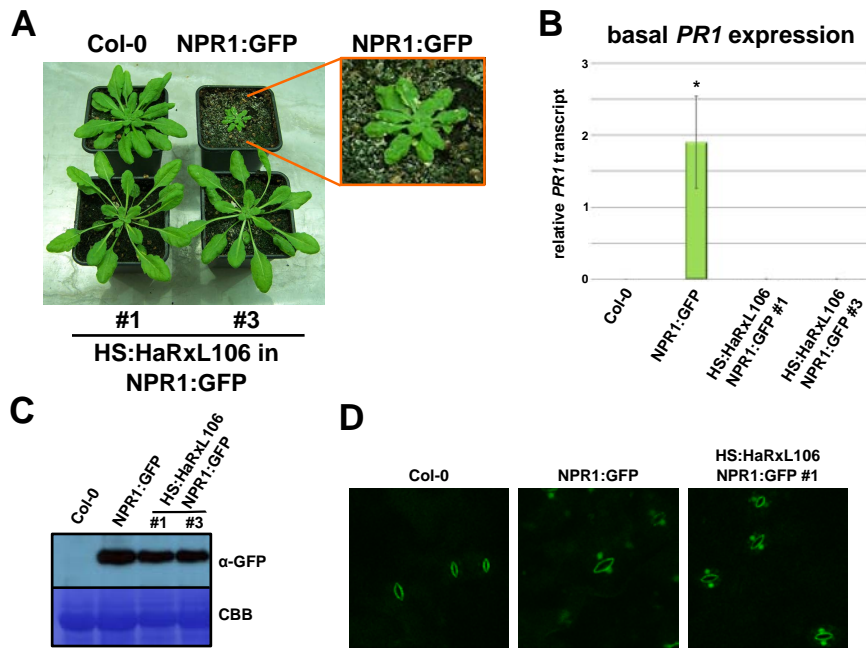 A
Col-0 NPR1:GFP NPR1:GFP
#1 #3
HS:HaRxL106 in
NPR1:GFP
B
basal PR1 expression
relative PR1 transcript
3
2
1
0
*
Col-0
NPR1:GFP
HS:HaRxL106
NPR1:GFP #1
HS:HaRxL106
NPR1:GFP #3
C
Col-0
NPR1:GFP
HS:HaRxL106
NPR1:GFP
#1 #3
α-GFP
CBB
D
Col-0
NPR1:GFP
HS:HaRxL106
NPR1:GFP #1